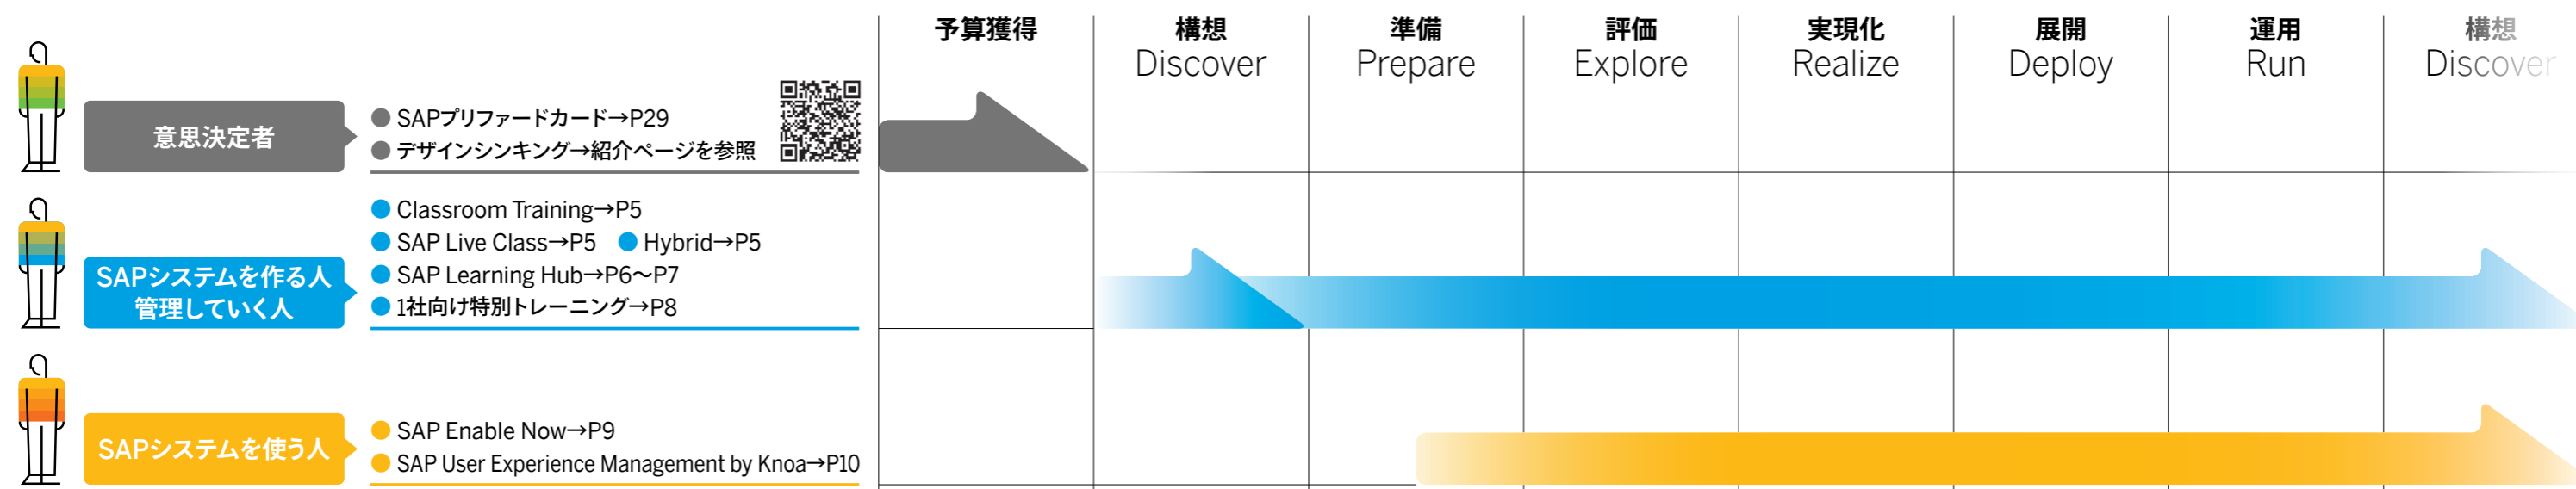 予算獲得
構想
Discover
準備
Prepare
評価
Explore
実現化
Realize
展開
Deploy
運用
Run
構想
Discover
意思決定者
● SAPプリファードカード→P29
● デザインシンキング→紹介ページを参照
SAPシステムを作る人
管理していく人
● Classroom Training→P5
● SAP Live Class→P5 ● Hybrid→P5
● SAP Learning Hub→P6～P7
● 1社向け特別トレーニング→P8
SAPシステムを使う人
● SAP Enable Now→P9
● SAP User Experience Management by Knoa→P10